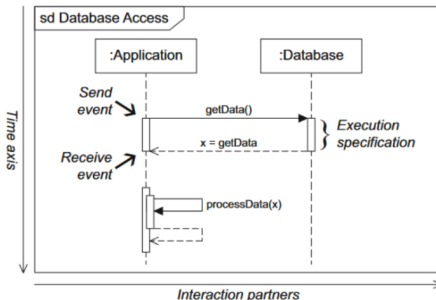 sd Database Access
:Application
:Database
Send
event
getData()
Execution
specification
x = getData
Receive
event
processData(x)
Time axis
Interaction partners